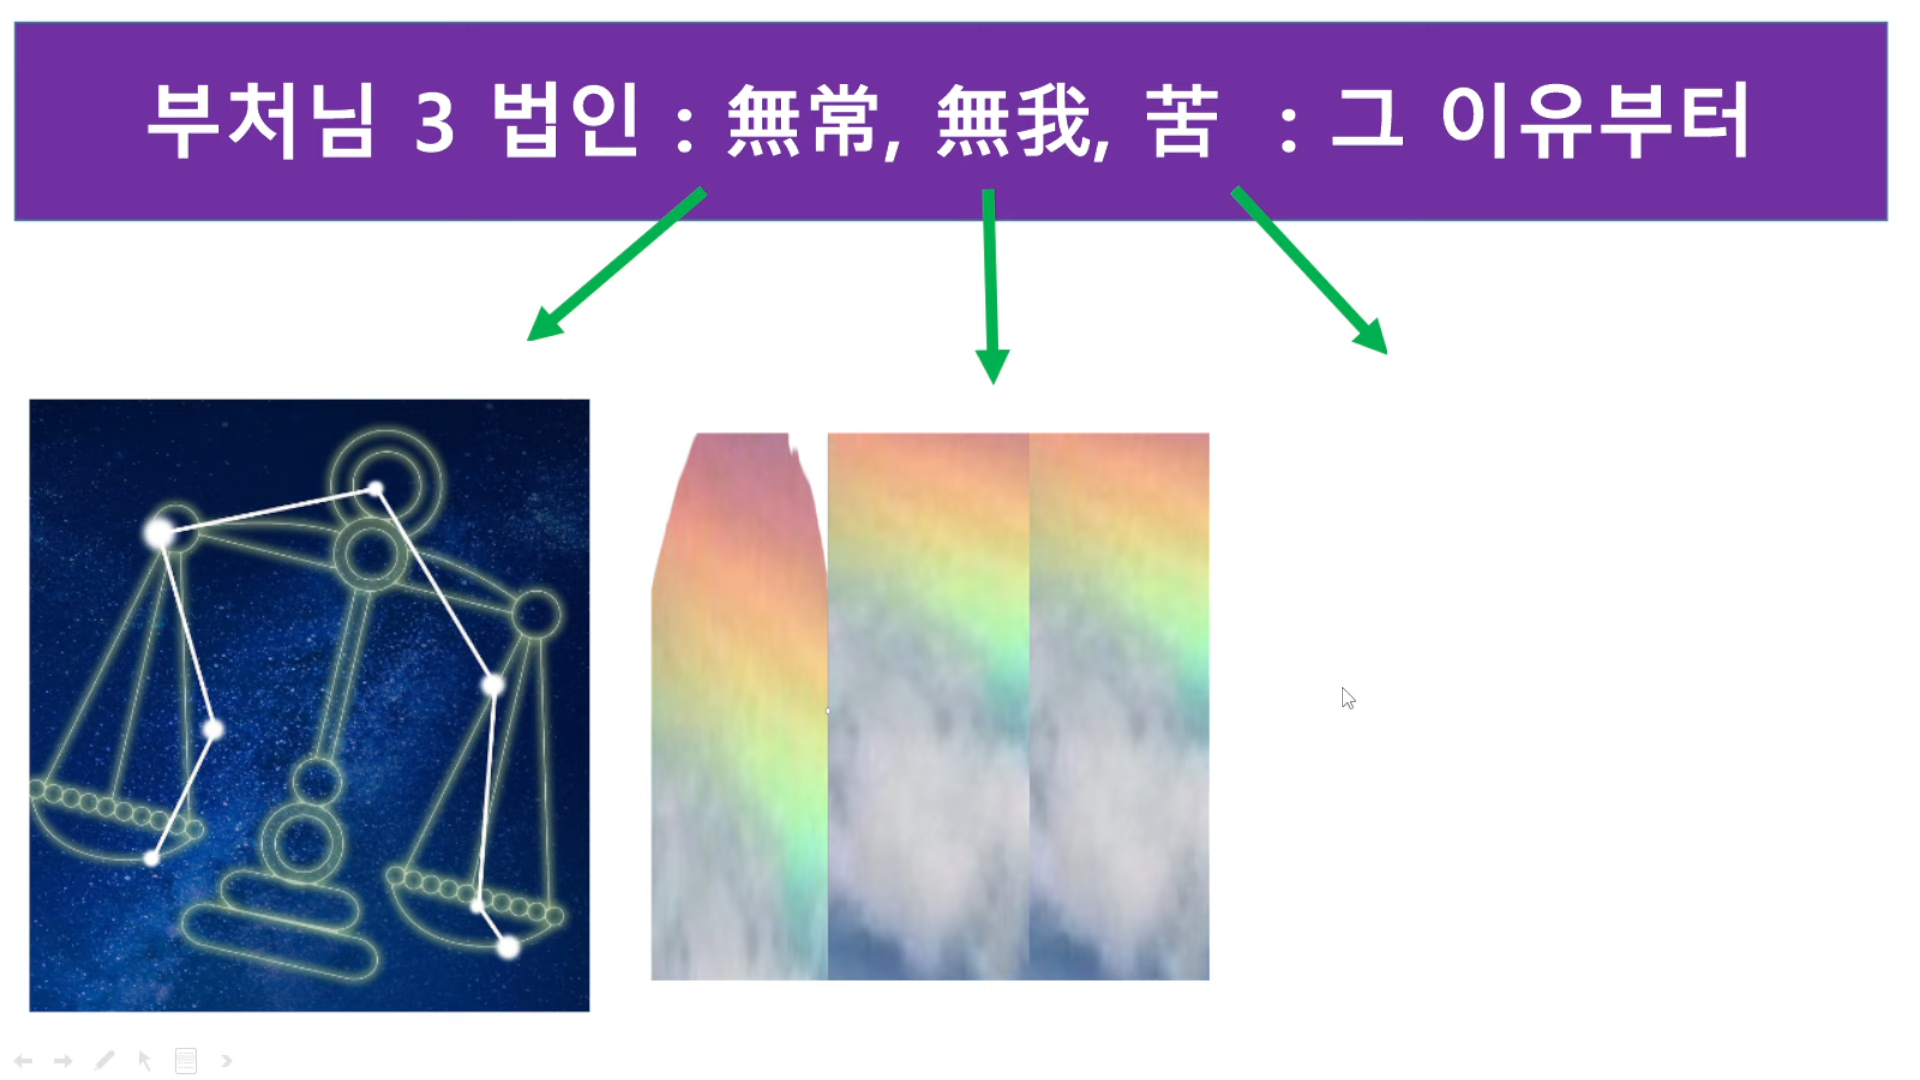 부처님 3 법인 : 無常, 無我, 苦 : 그 이유부터